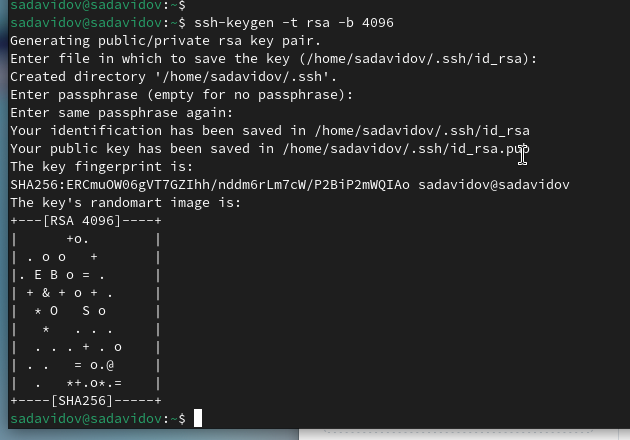 sadavidov@sadavidov:~$
sadavidov@sadavidov:~$ ssh-keygen -t rsa -b 4096
Generating public/private rsa key pair.
Enter file in which to save the key (/home/sadavidov/.ssh/id_rsa):
Created directory '/home/sadavidov/.ssh'.
Enter passphrase (empty for no passphrase):
Enter same passphrase again:
Your identification has been saved in /home/sadavidov/.ssh/id_rsa
Your public key has been saved in /home/sadavidov/.ssh/id_rsa.pub
The key fingerprint is:
SHA256:ERCmuOW06gVT7GZIhh/nddm6rLm7cW/P2BiP2mWQIAo sadavidov@sadavidov
The key's randomart image is:
+---[RSA 4096]----+
|      +o.        |
| . o o   +       |
|. E B o = .      |
| + & + o + .     |
|  * O   S o      |
|   *   . . .     |
|  . . . + . o    |
| . .   = o.@     |
|  .   *+.o*.=    |
+----[SHA256]-----+
sadavidov@sadavidov:~$